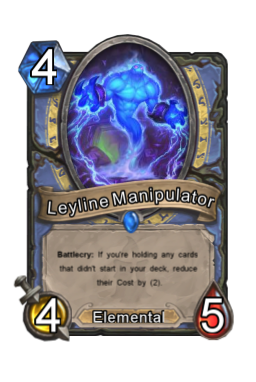 4
Leyline Manipulator
Battlecry: If you're holding any cards
that didn't start in your deck, reduce
their Cost by (2).
4 Elemental 5